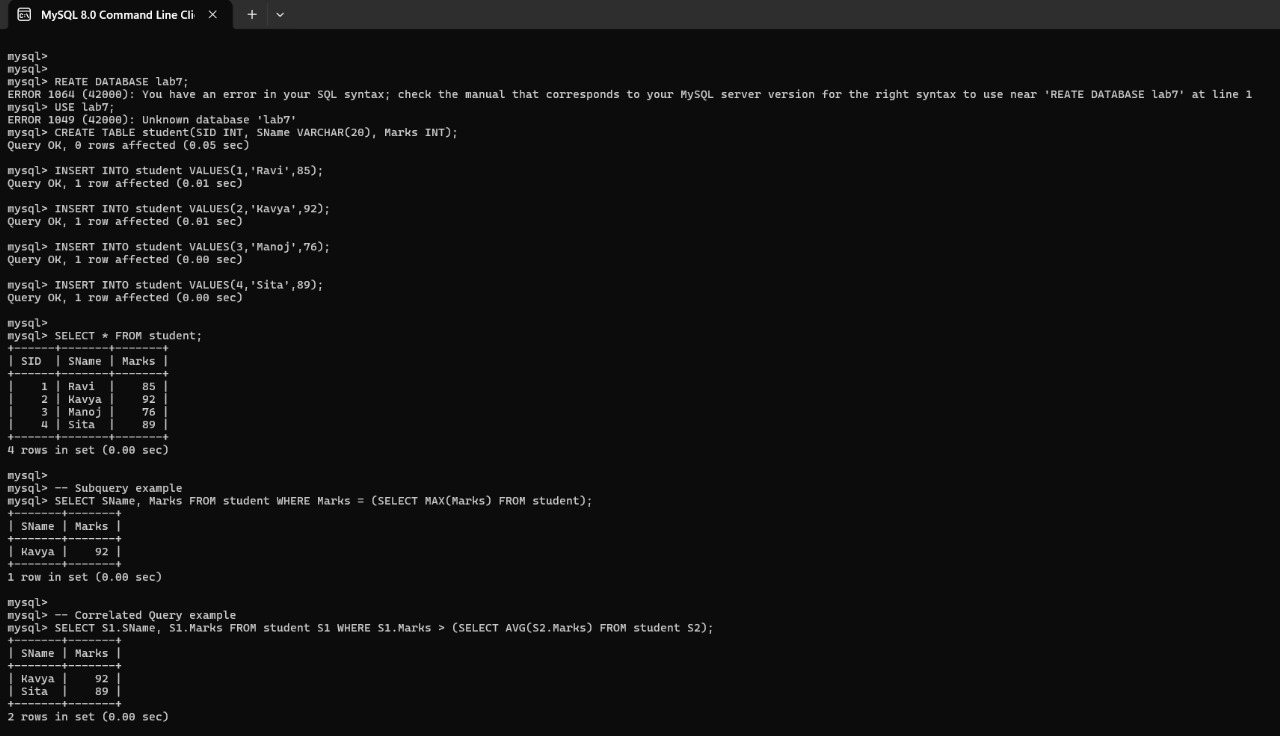 MySQL 8.0 Command Line Cli
mysql>
mysql>
mysql> REATE DATABASE lab7;
ERROR 1064 (42000): You have an error in your SQL syntax; check the manual that corresponds to your MySQL server version for the right syntax to use near 'REATE DATABASE lab7' at line 1
mysql> USE lab7;
ERROR 1049 (42000): Unknown database 'lab7'
mysql> CREATE TABLE student(SID INT, SName VARCHAR(20), Marks INT);
Query OK, 0 rows affected (0.05 sec)
mysql> INSERT INTO student VALUES(1,'Ravi',85);
Query OK, 1 row affected (0.01 sec)
mysql> INSERT INTO student VALUES(2,'Kavya',92);
Query OK, 1 row affected (0.01 sec)
mysql> INSERT INTO student VALUES(3,'Manoj',76);
Query OK, 1 row affected (0.00 sec)
mysql> INSERT INTO student VALUES(4,'Sita',89);
Query OK, 1 row affected (0.00 sec)
mysql>
mysql> SELECT * FROM student;
+------+-------+-------+
| SID  | SName | Marks |
+------+-------+-------+
|    1 | Ravi  |    85 |
|    2 | Kavya |    92 |
|    3 | Manoj |    76 |
|    4 | Sita  |    89 |
+------+-------+-------+
4 rows in set (0.00 sec)
mysql>
mysql> -- Subquery example
mysql> SELECT SName, Marks FROM student WHERE Marks = (SELECT MAX(Marks) FROM student);
+-------+-------+
| SName | Marks |
+-------+-------+
| Kavya |    92 |
+-------+-------+
1 row in set (0.00 sec)
mysql>
mysql> -- Correlated Query example
mysql> SELECT S1.SName, S1.Marks FROM student S1 WHERE S1.Marks > (SELECT AVG(S2.Marks) FROM student S2);
+-------+-------+
| SName | Marks |
+-------+-------+
| Kavya |    92 |
| Sita  |    89 |
+-------+-------+
2 rows in set (0.00 sec)